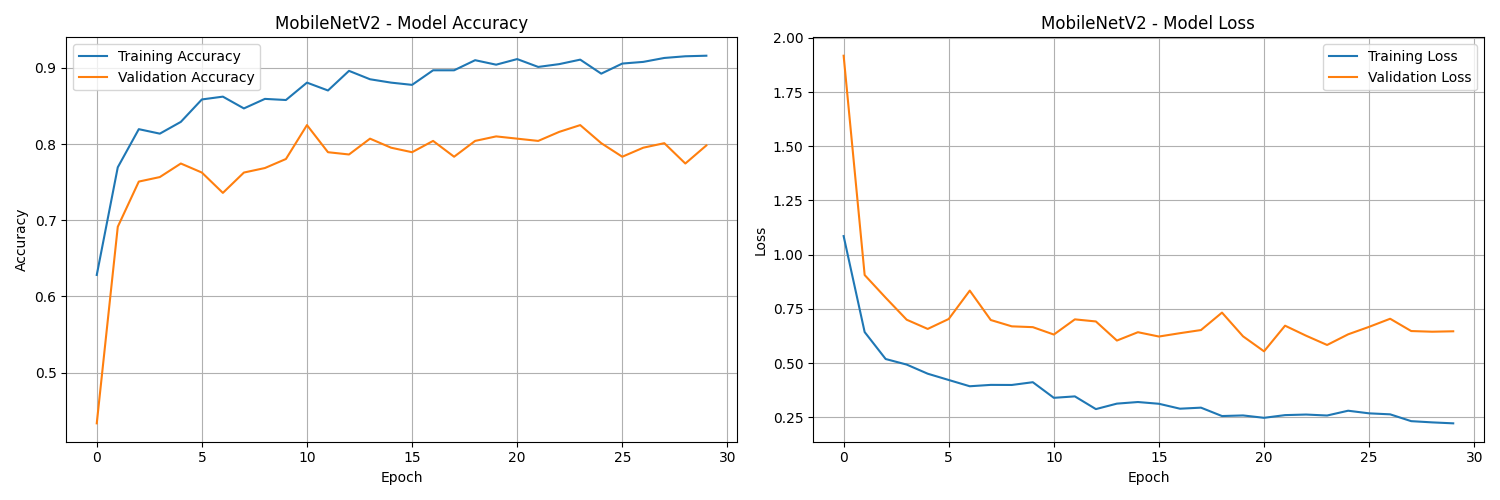 MobileNetV2 - Model Accuracy
Training Accuracy
Validation Accuracy
0.9
0.8
0.7
0.6
0.5
Accuracy
0 5 10 15 20 25 30
Epoch
MobileNetV2 - Model Loss
Training Loss
Validation Loss
2.00
1.75
1.50
1.25
1.00
0.75
0.50
0.25
Loss
0 5 10 15 20 25 30
Epoch